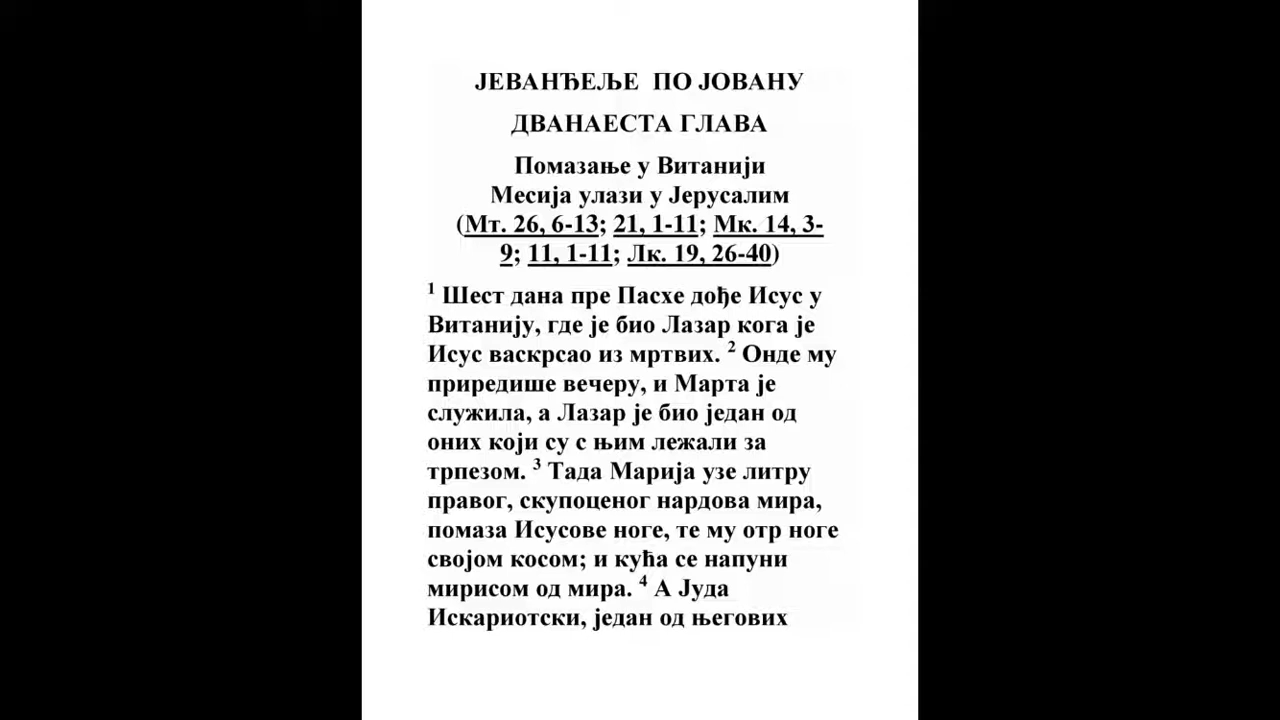 ЈЕВАНЂЕЉЕ ПО ЈОВАНУ
ДВАНАЕСТА ГЛАВА
Помазање у Витанији
Месија улази у Јерусалим
(Мт. 26, 6-13; 21, 1-11; Мк. 14, 3-
9; 11, 1-11; Лк. 19, 26-40)
1 Шест дана пре Пасхе дође Исус у
Витанију, где је био Лазар кога је
Исус васкрсао из мртвих. 2 Онде му
приредише вечеру, и Марта је
служила, а Лазар је био један од
оних који су с њим лежали за
трпезом. 3 Тада Марија узе литру
правог, скупоценог нардова мира,
помаза Исусове ноге, те му отр ноге
својом косом; и кућа се напуни
мирисом од мира. 4 А Јуда
Искариотски, један од његових